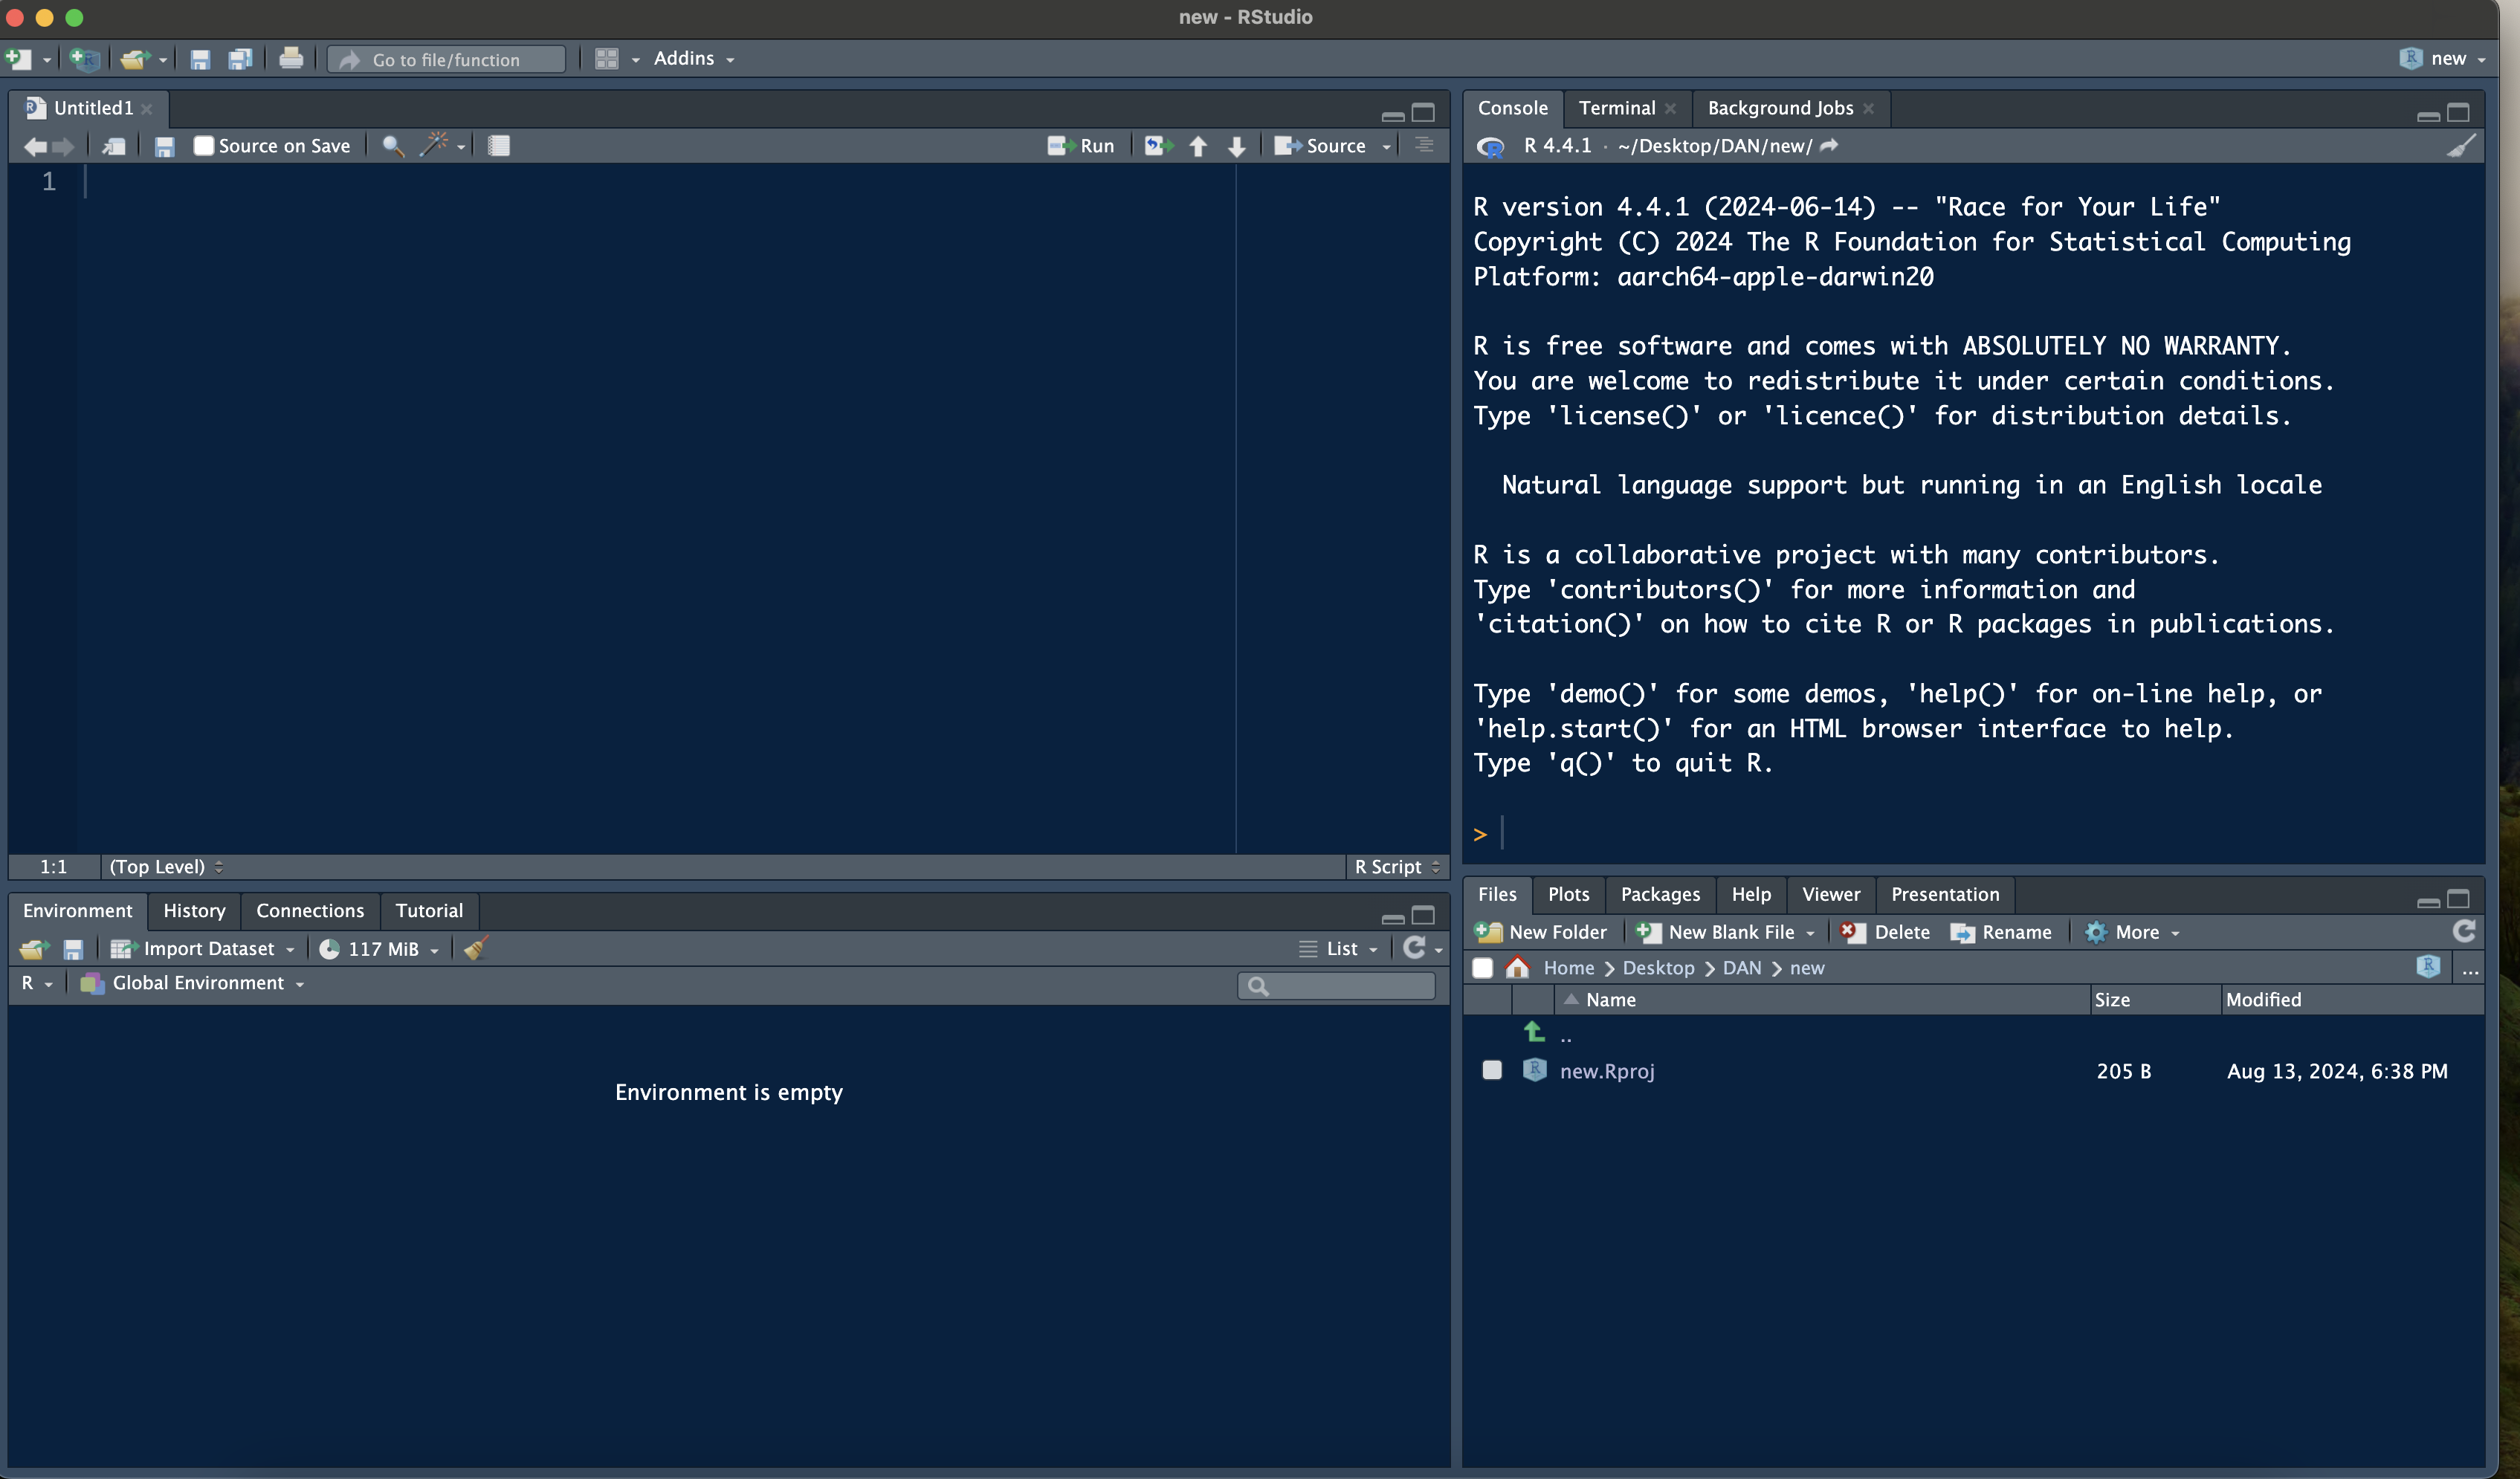 new - RStudio
Go to file/function
Addins
new
Untitled1
Source on Save
Run
Source
1
1:1
(Top Level)
R Script
Console
Terminal
Background Jobs
R 4.4.1 · ~/Desktop/DAN/new/
R version 4.4.1 (2024-06-14) -- "Race for Your Life"
Copyright (C) 2024 The R Foundation for Statistical Computing
Platform: aarch64-apple-darwin20
R is free software and comes with ABSOLUTELY NO WARRANTY.
You are welcome to redistribute it under certain conditions.
Type 'license()' or 'licence()' for distribution details.
Natural language support but running in an English locale
R is a collaborative project with many contributors.
Type 'contributors()' for more information and
'citation()' on how to cite R or R packages in publications.
Type 'demo()' for some demos, 'help()' for on-line help, or
'help.start()' for an HTML browser interface to help.
Type 'q()' to quit R.
>
Environment
History
Connections
Tutorial
Import Dataset
117 MiB
List
R
Global Environment
Environment is empty
Files
Plots
Packages
Help
Viewer
Presentation
New Folder
New Blank File
Delete
Rename
More
Home
Desktop
DAN
new
...
Name
Size
Modified
..
new.Rproj
205 B
Aug 13, 2024, 6:38 PM